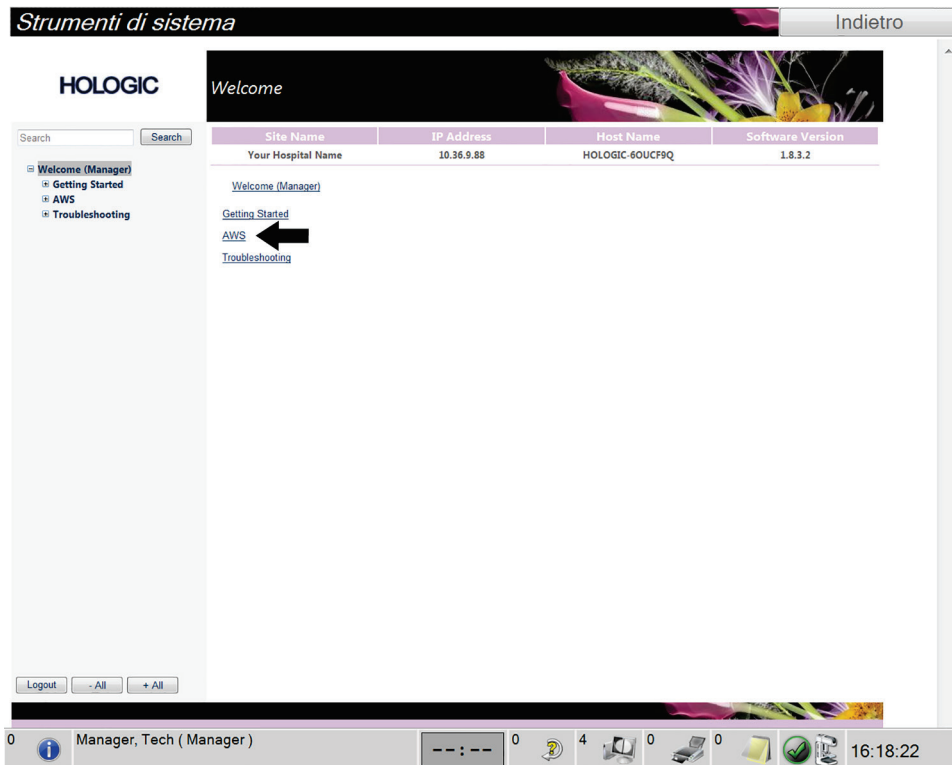 Strumenti di sistema
Indietro
HOLOGIC
Welcome
Search
Search
Site Name IP Address Host Name Software Version
Your Hospital Name 10.36.9.88 HOLOGIC-6OUCF9Q 1.8.3.2
Welcome (Manager)
Getting Started
AWS
Troubleshooting
Welcome (Manager)
Getting Started
AWS
Troubleshooting
Logout - All + All
0 Manager, Tech ( Manager ) --:-- 0 4 0 0 16:18:22